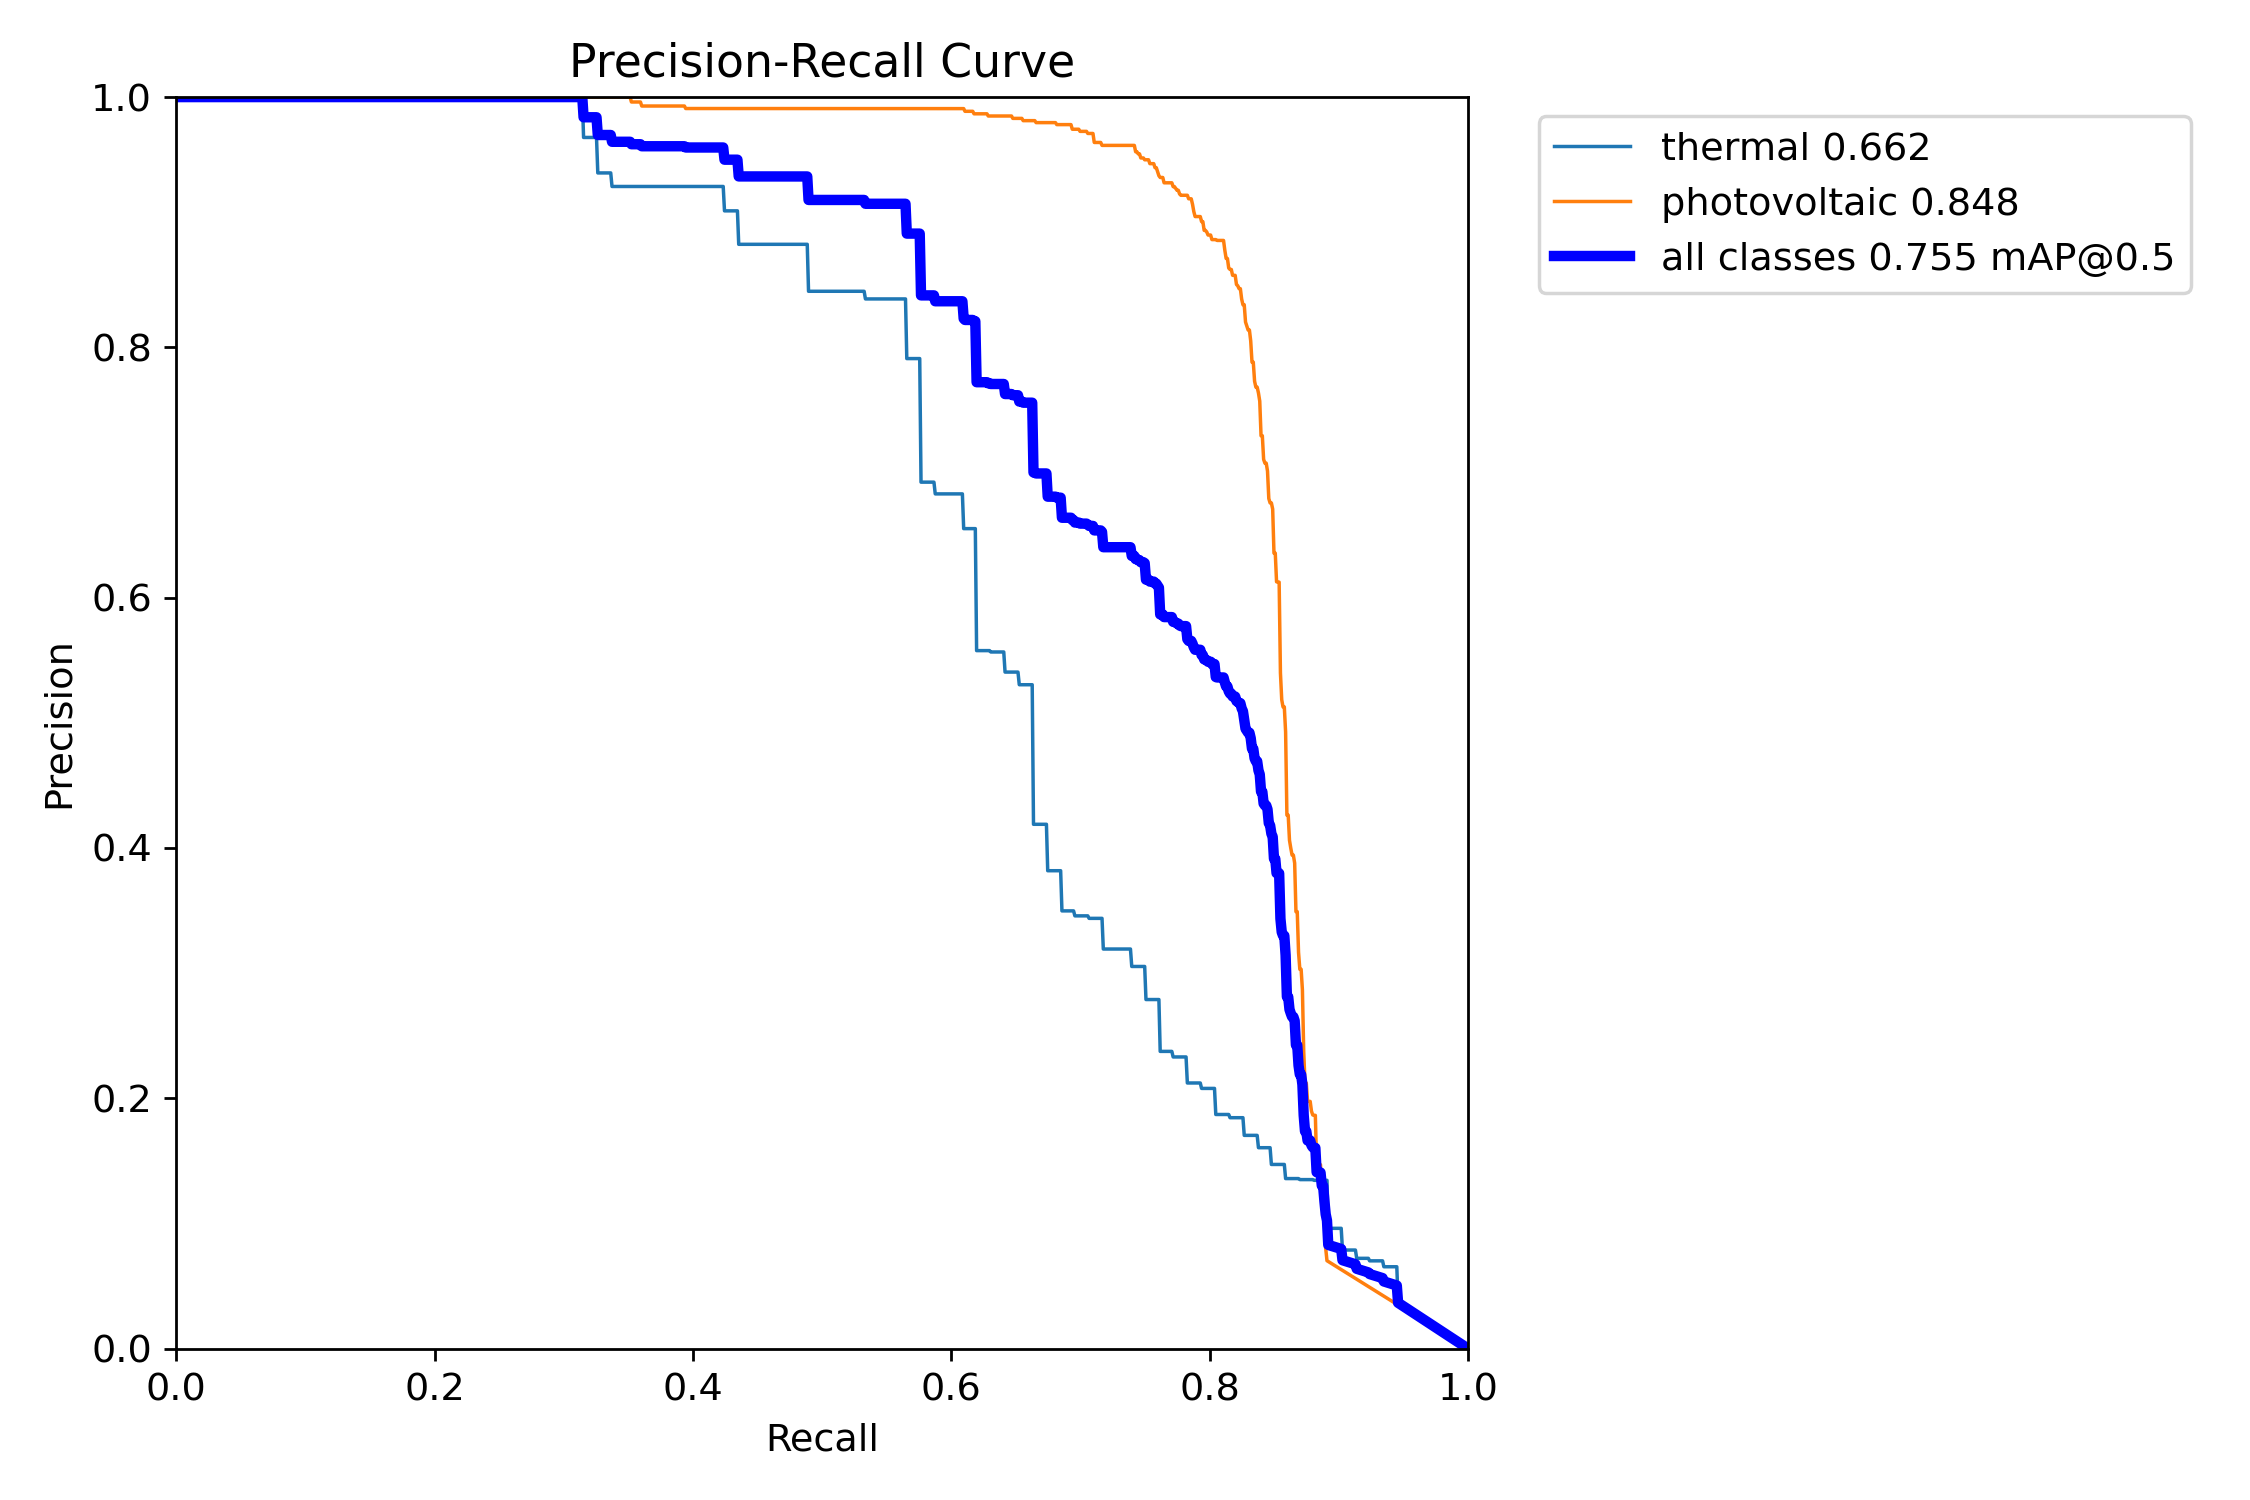 Precision-Recall Curve
1.0
0.8
0.6
0.4
0.2
0.0
Precision
0.0 0.2 0.4 0.6 0.8 1.0
Recall
thermal 0.662
photovoltaic 0.848
all classes 0.755 mAP@0.5